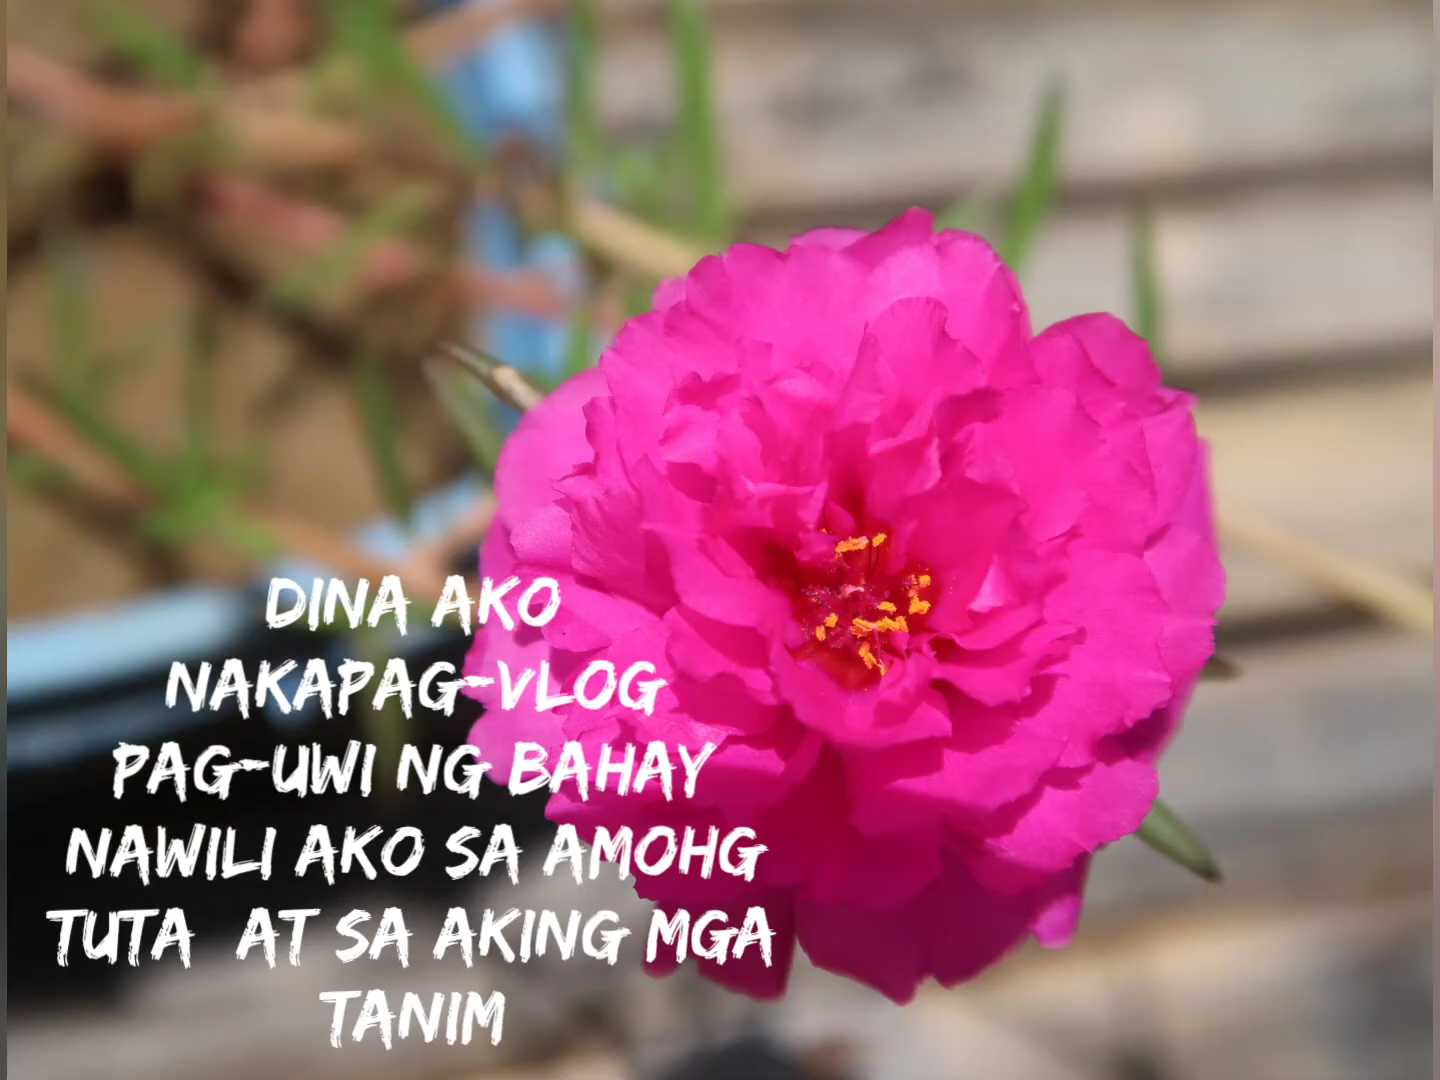 DINA AKO
NAKAPAG-VLOG
PAG-UWI NG BAHAY
NAWILI AKO SA AMOHG
TUTA AT SA AKING MGA
TANIM